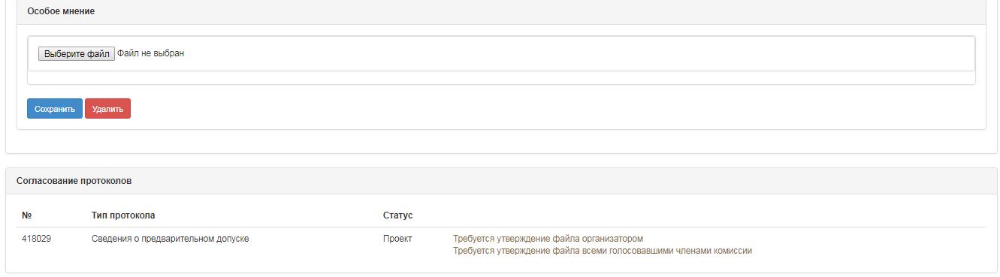 Особое мнение
Выберите файл Файл не выбран
Сохранить Удалить
Согласование протоколов
№ Тип протокола Статус
418029 Сведения о предварительном допуске Проект Требуется утверждение файла организатором
Требуется утверждение файла всеми голосовавшими членами комиссии